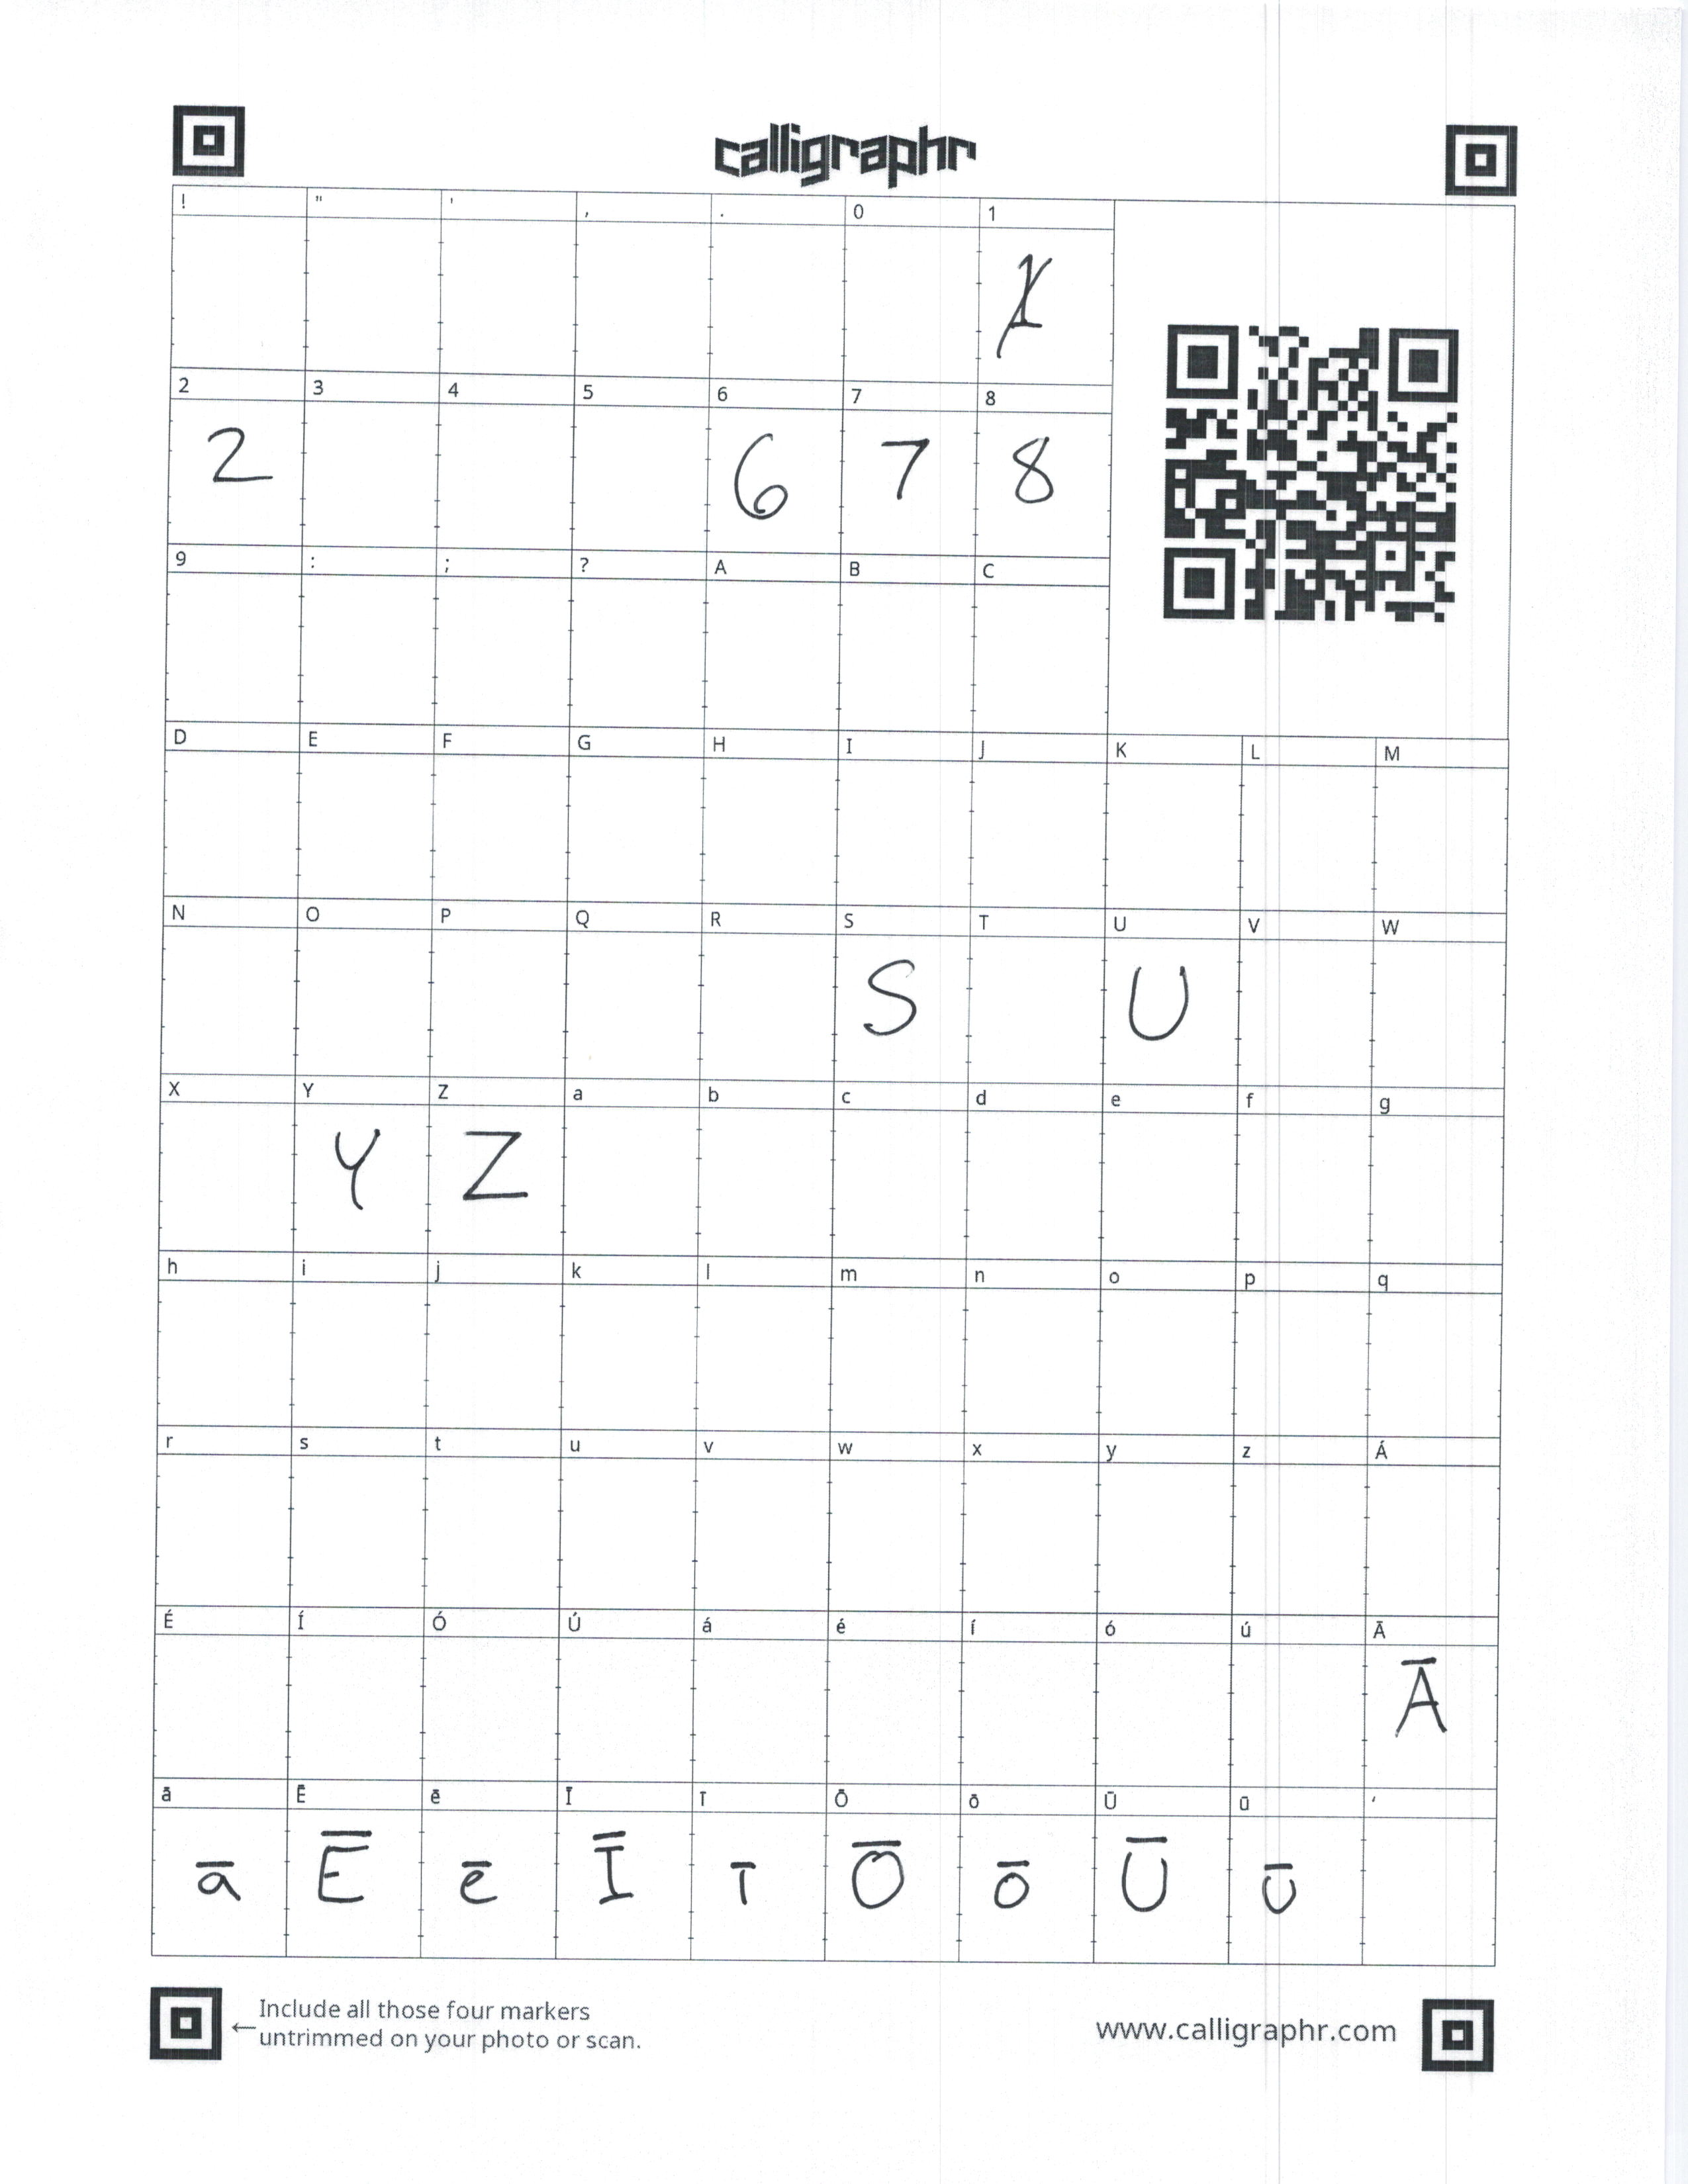 calligraphr
! " ' , . 0 1
2 3 4 5 6 7 8
2 6 7 8
9 : ; ? A B C
D E F G H I J K L M
N O P Q R S T U V W
S U
X Y Z a b c d e f g
Y Z
h i j k l m n o p q
r s t u v w x y z Á
É Í Ó Ú á é í ó ú Ā
Ā
ā Ē ē Ī ī Ō ō Ū ū ‘
ā Ē ē Ī ī Ō ō Ū ū
←Include all those four markers
untrimmed on your photo or scan.
www.calligraphr.com